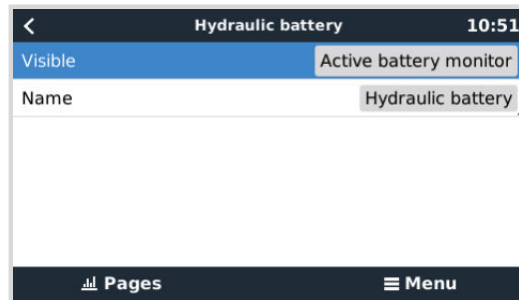 Hydraulic battery 10:51
Visible Active battery monitor
Name Hydraulic battery
Pages Menu